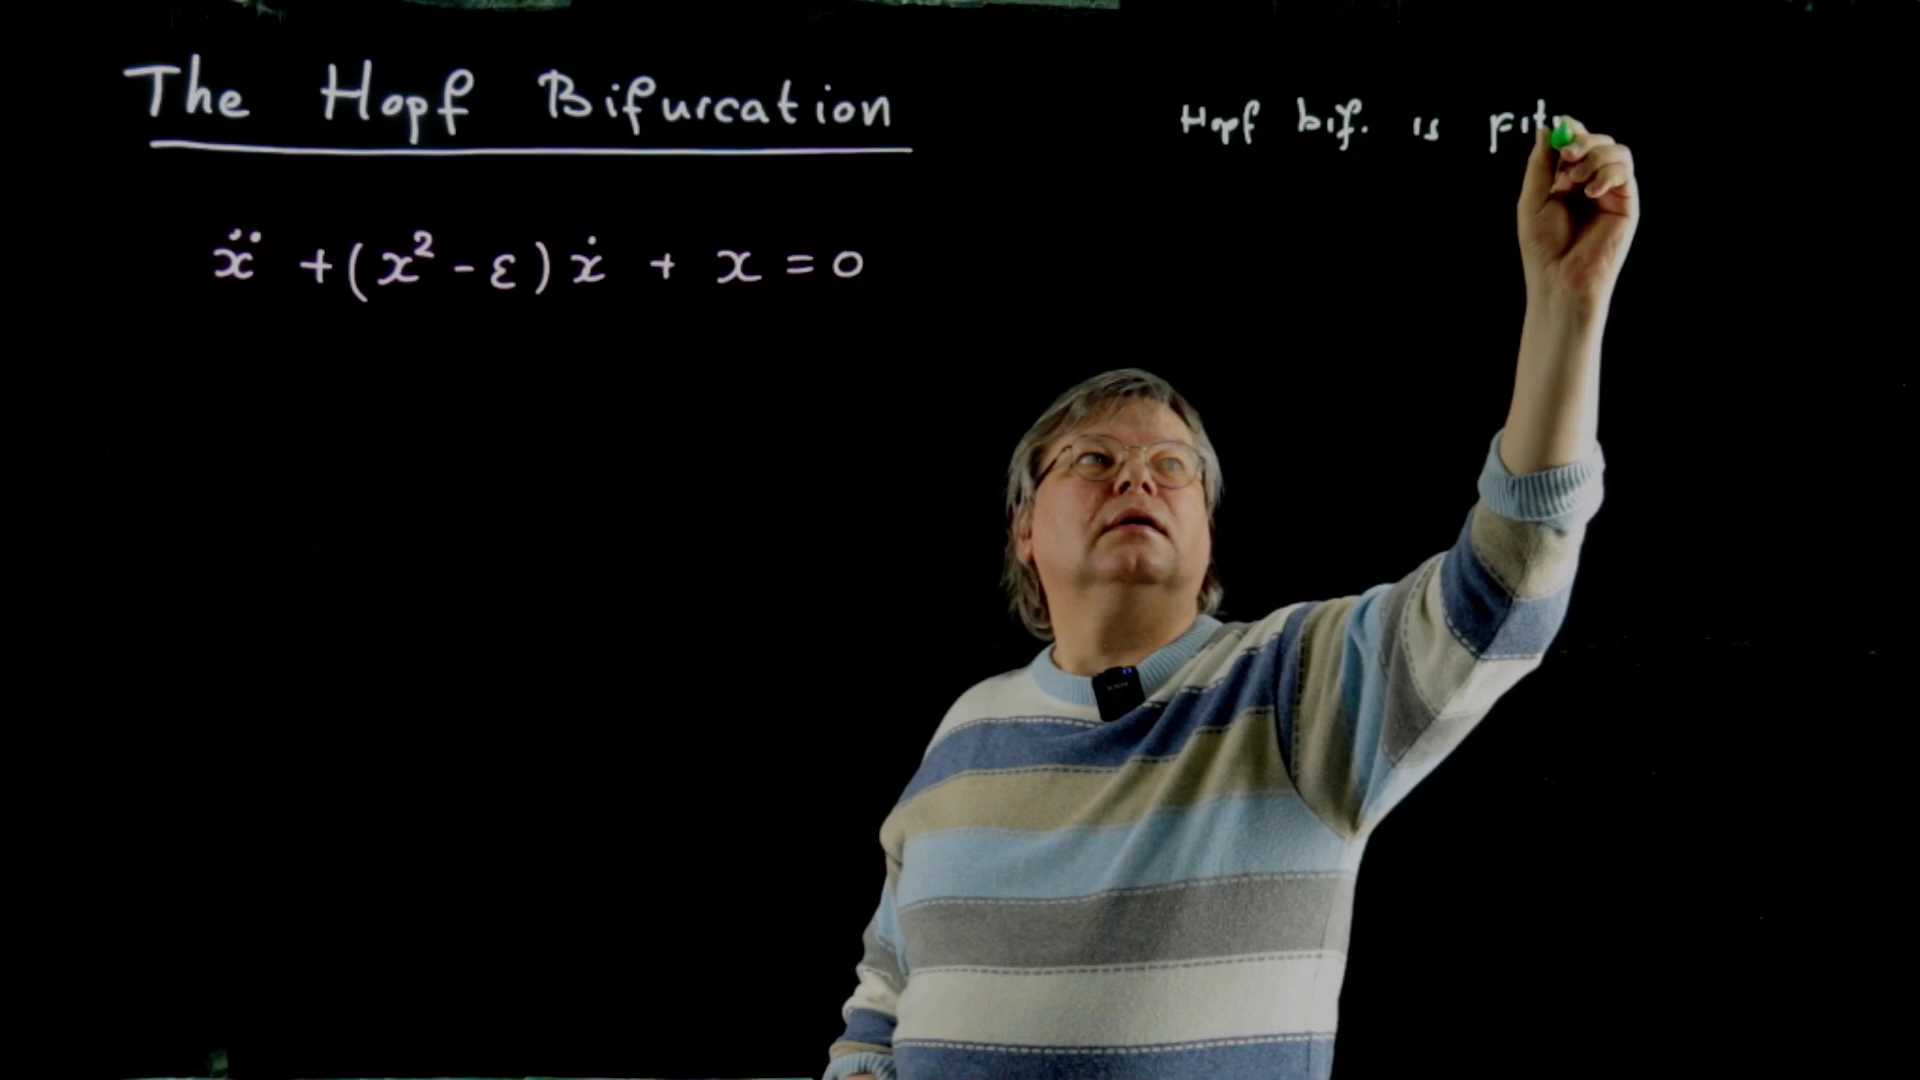 The Hopf Bifurcation
Hopf bif. is
ẍ + (x² - ε) ẋ + x = 0